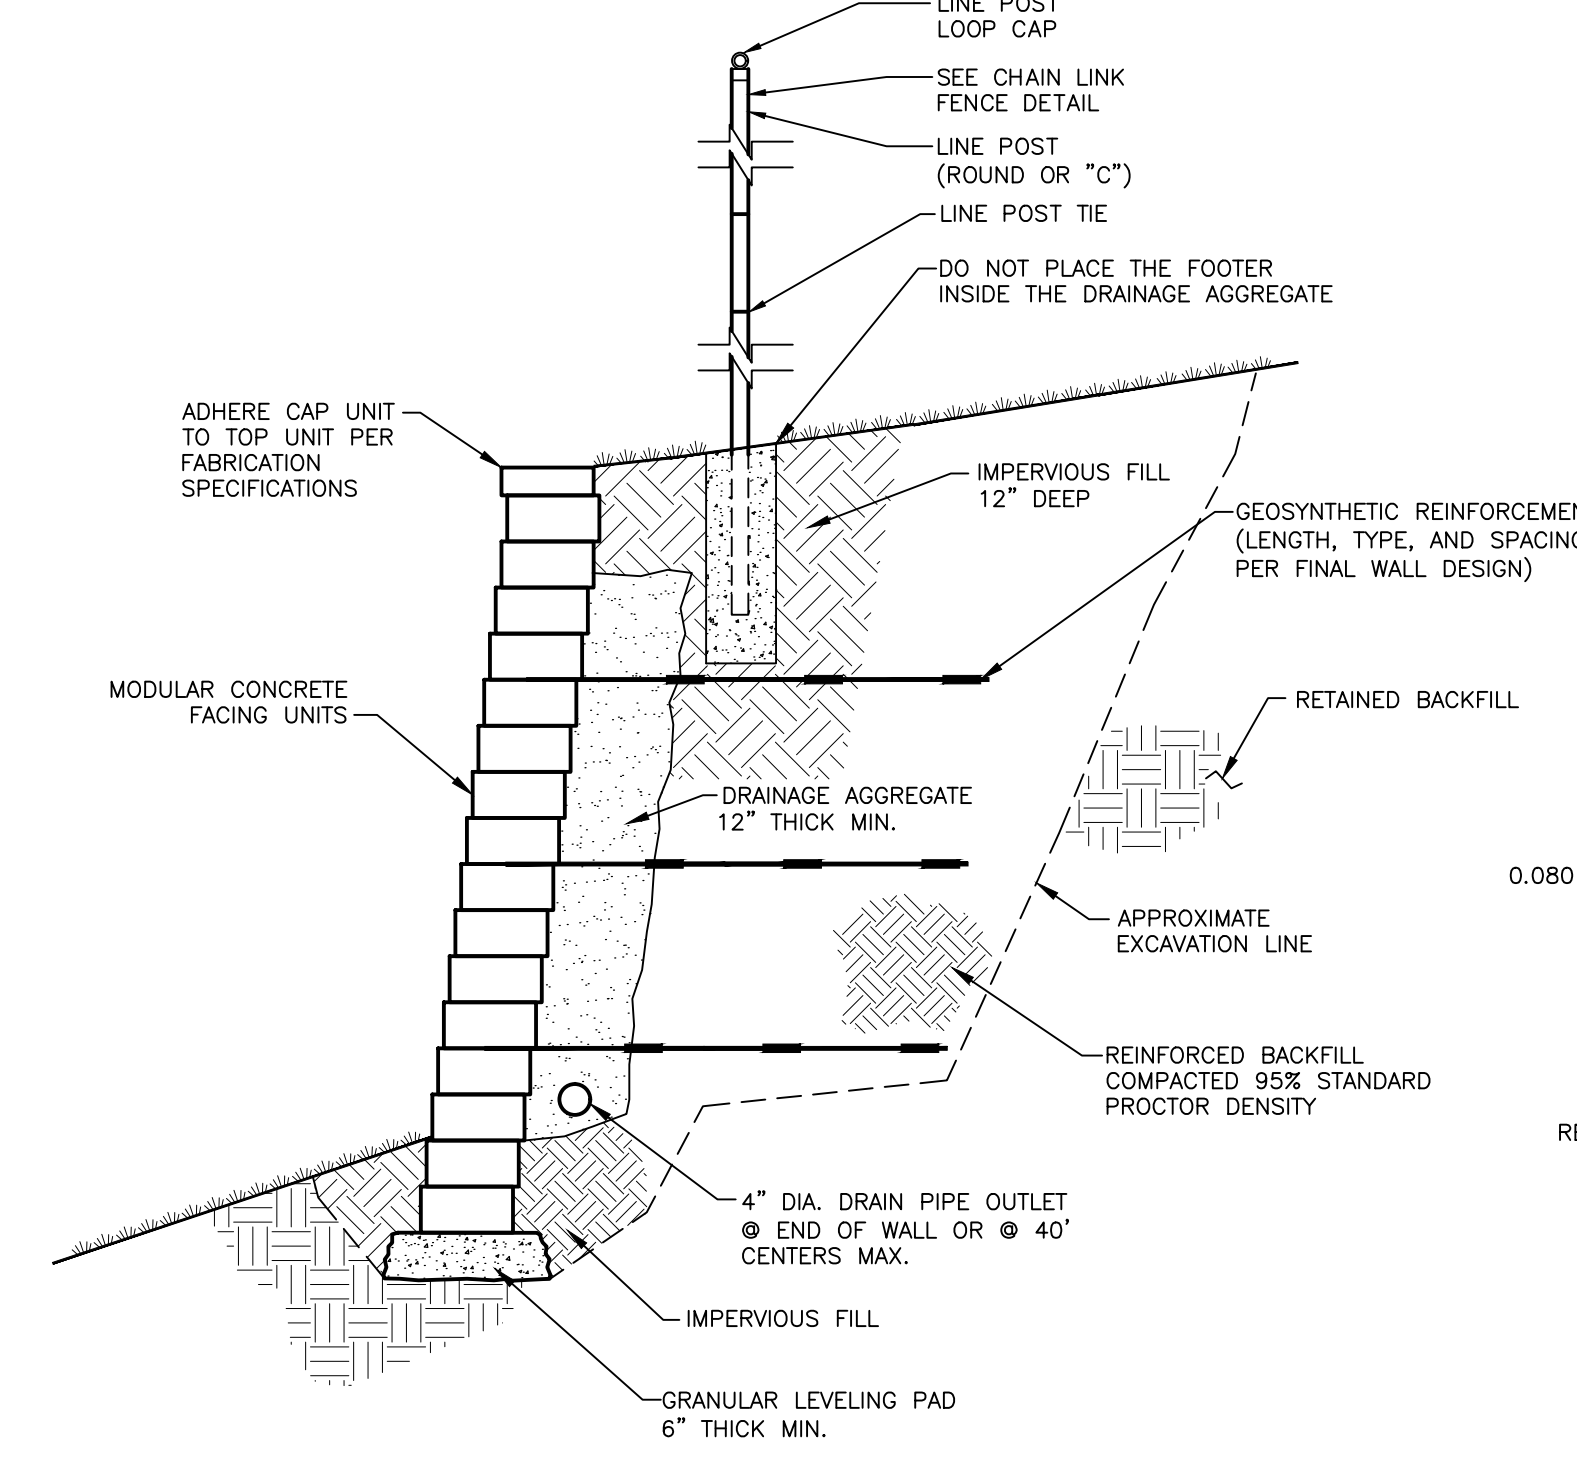 LINE POST
LOOP CAP
SEE CHAIN LINK
FENCE DETAIL
LINE POST
(ROUND OR "C")
LINE POST TIE
DO NOT PLACE THE FOOTER
INSIDE THE DRAINAGE AGGREGATE
ADHERE CAP UNIT
TO TOP UNIT PER
FABRICATION
SPECIFICATIONS
IMPERVIOUS FILL
12" DEEP
GEOSYNTHETIC REINFORCEMEN
(LENGTH, TYPE, AND SPACING
PER FINAL WALL DESIGN)
MODULAR CONCRETE
FACING UNITS
RETAINED BACKFILL
DRAINAGE AGGREGATE
12" THICK MIN.
0.080
APPROXIMATE
EXCAVATION LINE
REINFORCED BACKFILL
COMPACTED 95% STANDARD
PROCTOR DENSITY
RE
4" DIA. DRAIN PIPE OUTLET
@ END OF WALL OR @ 40'
CENTERS MAX.
IMPERVIOUS FILL
GRANULAR LEVELING PAD
6" THICK MIN.